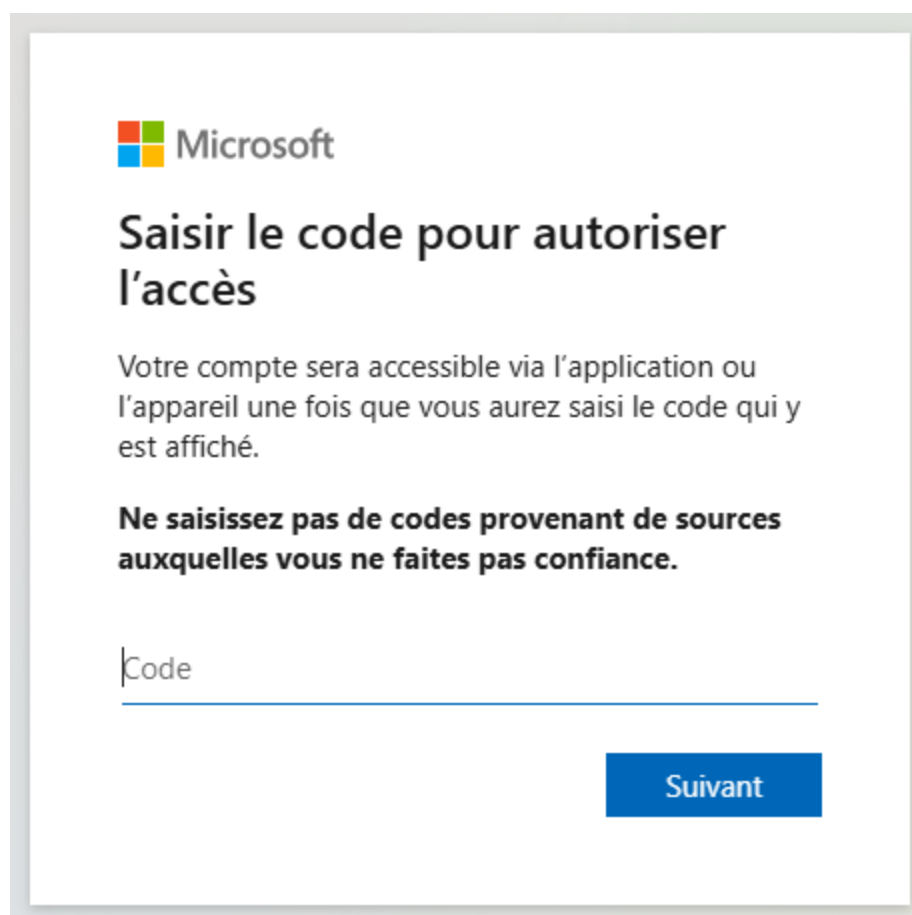 Microsoft
Saisir le code pour autoriser
l’accès
Votre compte sera accessible via l’application ou
l’appareil une fois que vous aurez saisi le code qui y
est affiché.
Ne saisissez pas de codes provenant de sources
auxquelles vous ne faites pas confiance.
Code
Suivant